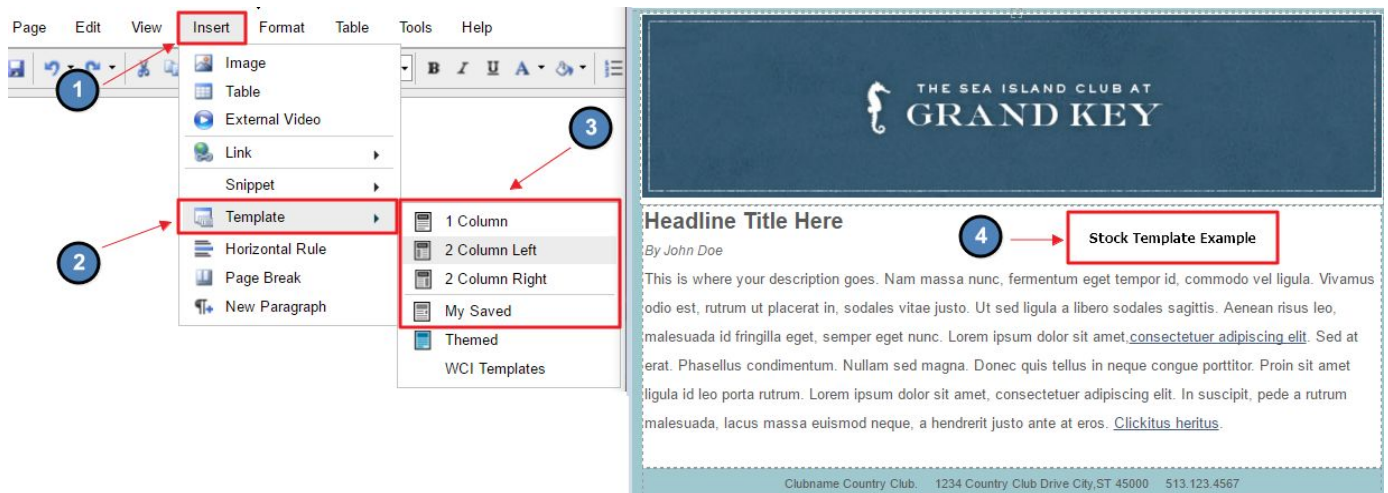 Page Edit View Insert Format Table Tools Help
B I U A
1
Image
Table
External Video
Link
Snippet
2
Template
Horizontal Rule
Page Break
New Paragraph
3
1 Column
2 Column Left
2 Column Right
My Saved
Themed
WCI Templates
THE SEA ISLAND CLUB AT
GRAND KEY
Headline Title Here
4
Stock Template Example
By John Doe
This is where your description goes. Nam massa nunc, fermentum eget tempor id, commodo vel ligula. Vivamus
odio est, rutrum ut placerat in, sodales vitae justo. Ut sed ligula a libero sodales sagittis. Aenean risus leo,
malesuada id fringilla eget, semper eget nunc. Lorem ipsum dolor sit amet,consectetuer adipiscing elit. Sed at
erat. Phasellus condimentum. Nullam sed magna. Donec quis tellus in neque congue porttitor. Proin sit amet
ligula id leo porta rutrum. Lorem ipsum dolor sit amet, consectetuer adipiscing elit. In suscipit, pede a rutrum
malesuada, lacus massa euismod neque, a hendrerit justo ante at eros. Clickitus heritus.
Clubname Country Club. 1234 Country Club Drive City,ST 45000 513.123.4567